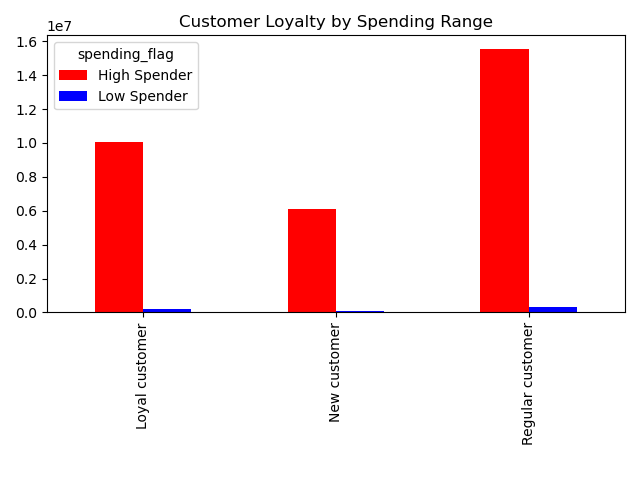 Customer Loyalty by Spending Range
1e7
1.6
1.4
1.2
1.0
0.8
0.6
0.4
0.2
0.0
spending_flag
High Spender
Low Spender
Loyal customer
New customer
Regular customer